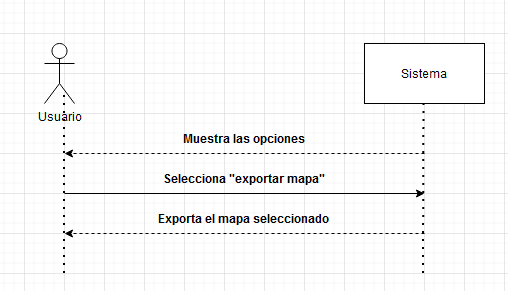 Usuario
Sistema
Muestra las opciones
Selecciona "exportar mapa"
Exporta el mapa seleccionado